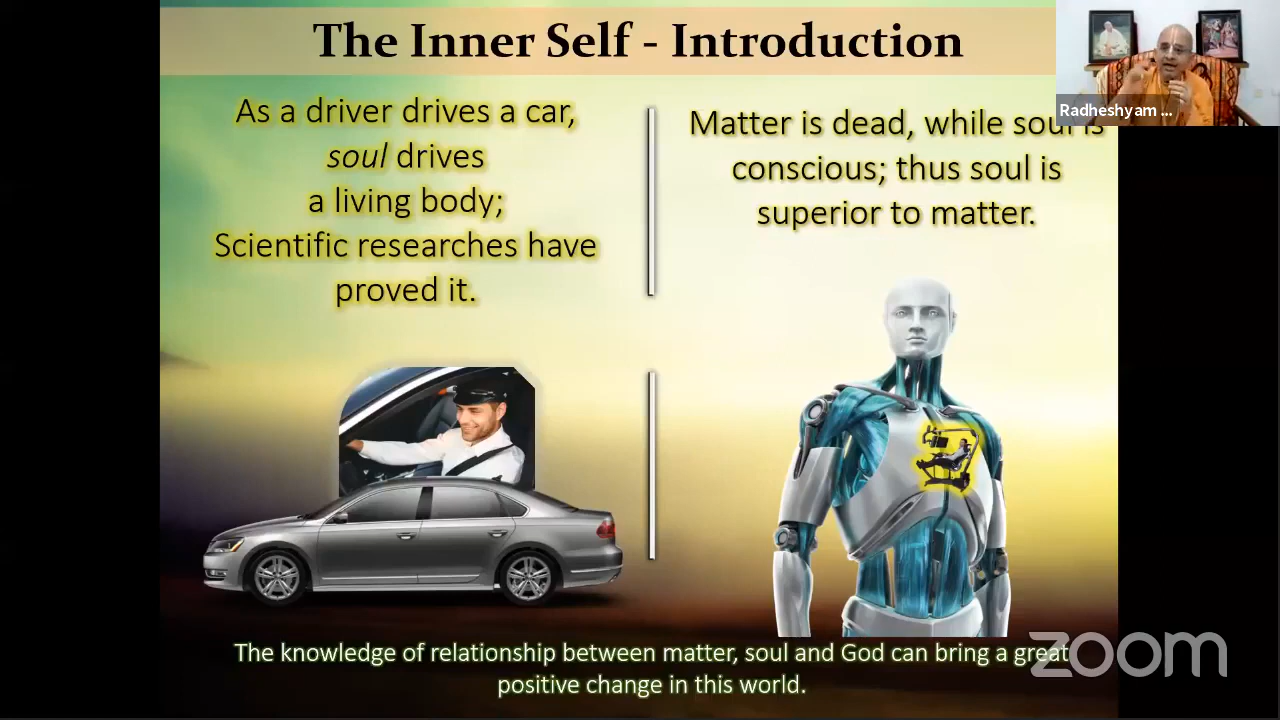 The Inner Self - Introduction
As a driver drives a car,
soul drives
a living body;
Scientific researches have
proved it.
Matter is dead, while soul is
conscious; thus soul is
superior to matter.
Radheshyam ...
The knowledge of relationship between matter, soul and God can bring a great
positive change in this world.
zoom